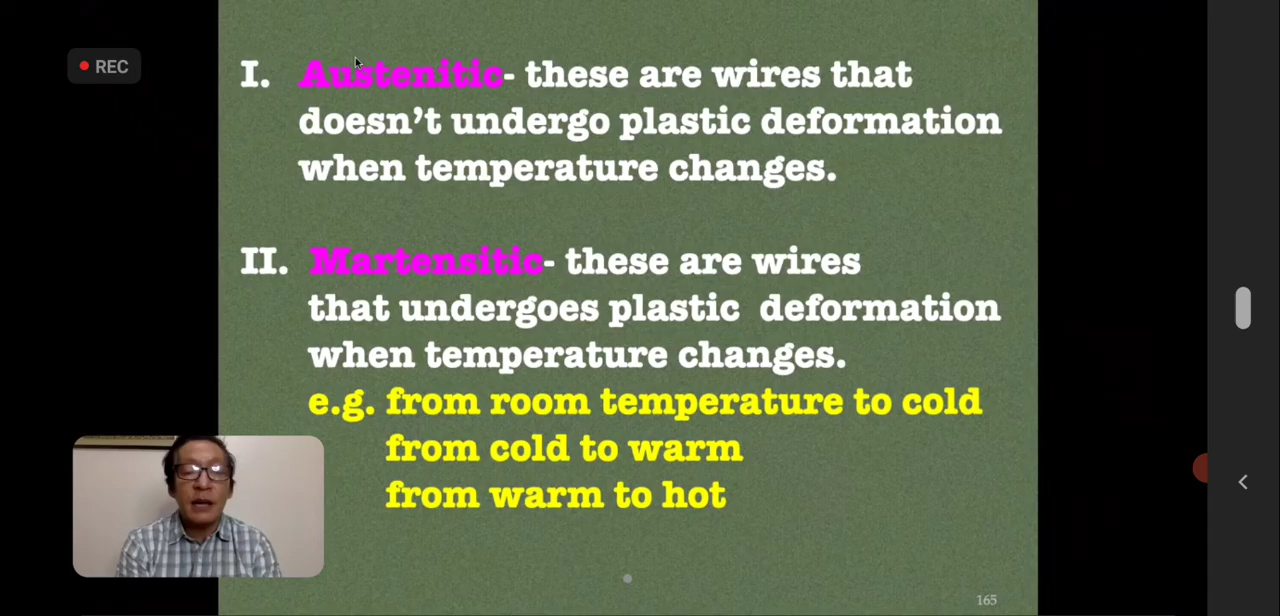 REC
I. Austenitic- these are wires that
doesn’t undergo plastic deformation
when temperature changes.
II. Martensitic- these are wires
that undergoes plastic deformation
when temperature changes.
e.g. from room temperature to cold
from cold to warm
from warm to hot
165